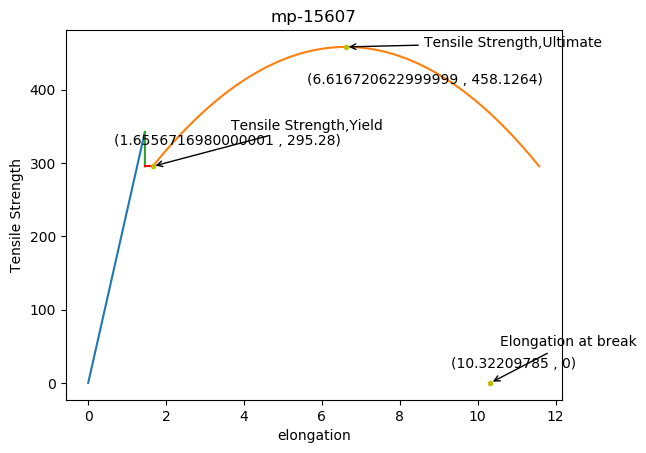 mp-15607
Tensile Strength,Ultimate
(6.616720622999999 , 458.1264)
Tensile Strength,Yield
(1.6556716980000001 , 295.28)
Elongation at break
(10.32209785 , 0)
Tensile Strength
400
300
200
100
0
0 2 4 6 8 10 12
elongation